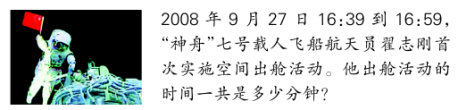 2008 年 9 月 27 日 16:39 到 16:59,
“神舟”七号载人飞船航天员翟志刚首
次实施空间出舱活动。他出舱活动的
时间一共是多少分钟?